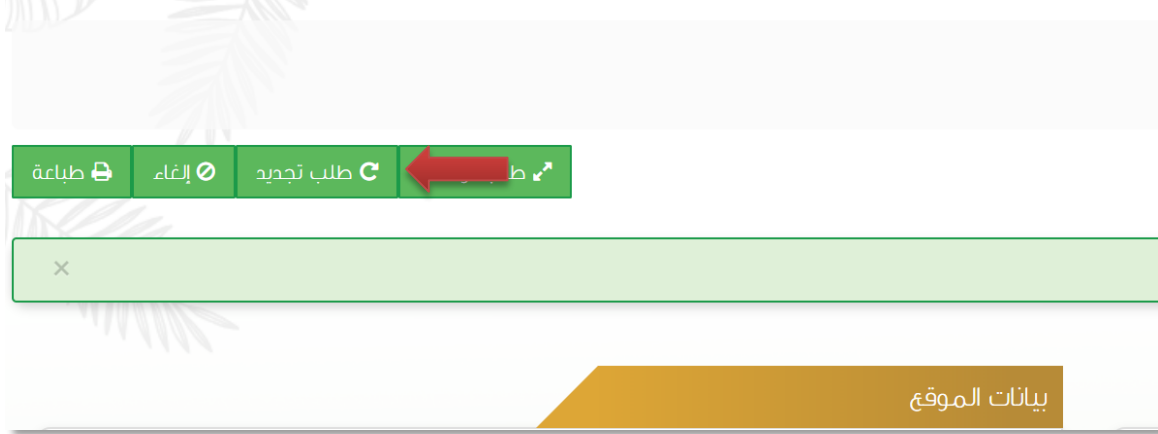 طلب تجديد إلغاء طباعة
×
بيانات الموقع